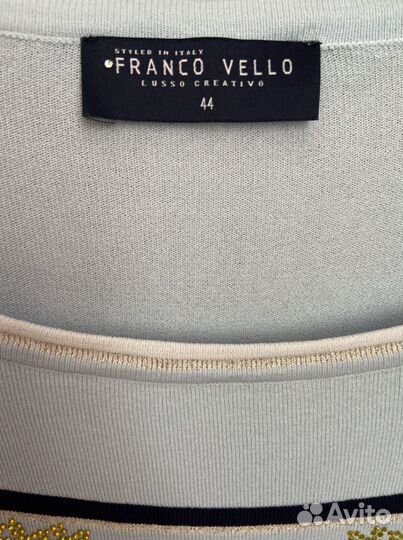 STYLED IN ITALY
FRANCO VELLO
LUSSO CREATIVO
44
Avito